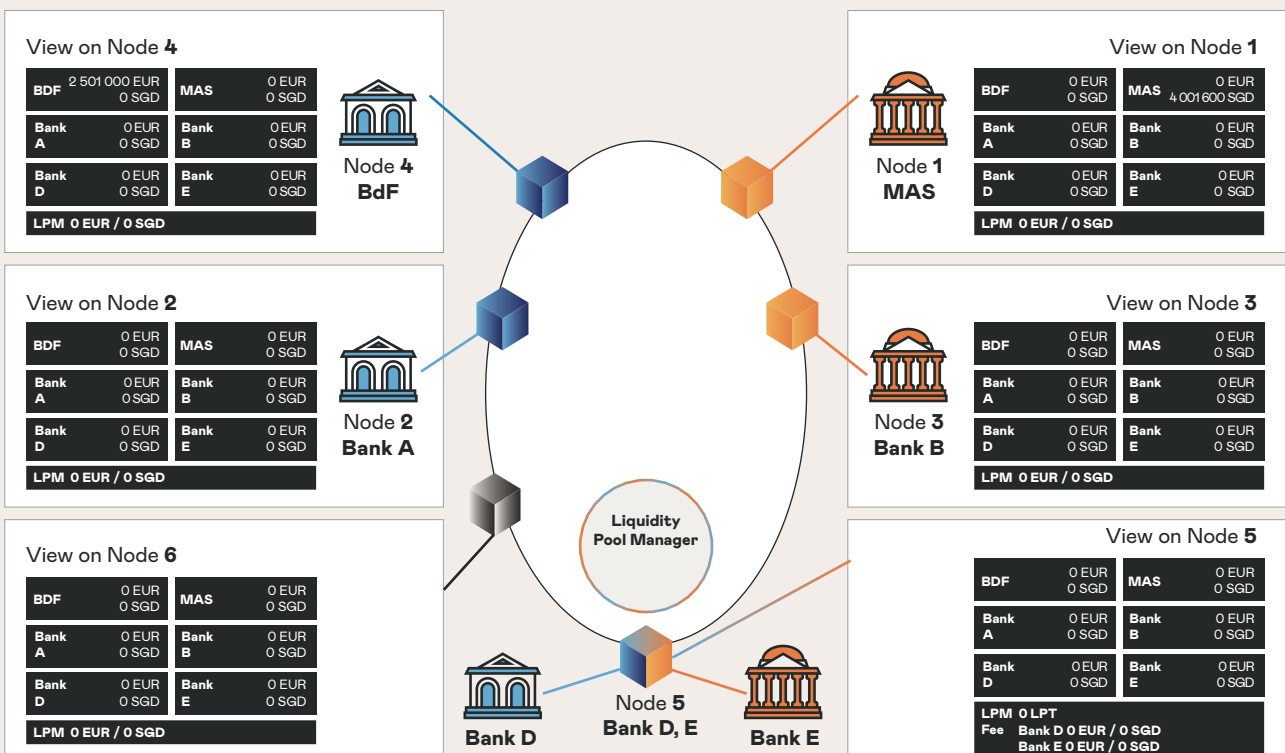 View on Node 4
BDF 2 501 000 EUR
0 SGD
MAS 0 EUR
0 SGD
Bank A 0 EUR
0 SGD
Bank B 0 EUR
0 SGD
Bank D 0 EUR
0 SGD
Bank E 0 EUR
0 SGD
LPM 0 EUR / 0 SGD
Node 4
BdF
View on Node 1
BDF 0 EUR
0 SGD
MAS 0 EUR
4 001 600 SGD
Bank A 0 EUR
0 SGD
Bank B 0 EUR
0 SGD
Bank D 0 EUR
0 SGD
Bank E 0 EUR
0 SGD
LPM 0 EUR / 0 SGD
Node 1
MAS
View on Node 2
BDF 0 EUR
0 SGD
MAS 0 EUR
0 SGD
Bank A 0 EUR
0 SGD
Bank B 0 EUR
0 SGD
Bank D 0 EUR
0 SGD
Bank E 0 EUR
0 SGD
LPM 0 EUR / 0 SGD
Node 2
Bank A
View on Node 3
BDF 0 EUR
0 SGD
MAS 0 EUR
0 SGD
Bank A 0 EUR
0 SGD
Bank B 0 EUR
0 SGD
Bank D 0 EUR
0 SGD
Bank E 0 EUR
0 SGD
LPM 0 EUR / 0 SGD
Node 3
Bank B
Liquidity
Pool Manager
View on Node 6
BDF 0 EUR
0 SGD
MAS 0 EUR
0 SGD
Bank A 0 EUR
0 SGD
Bank B 0 EUR
0 SGD
Bank D 0 EUR
0 SGD
Bank E 0 EUR
0 SGD
LPM 0 EUR / 0 SGD
Bank D
Node 5
Bank D, E
Bank E
View on Node 5
BDF 0 EUR
0 SGD
MAS 0 EUR
0 SGD
Bank A 0 EUR
0 SGD
Bank B 0 EUR
0 SGD
Bank D 0 EUR
0 SGD
Bank E 0 EUR
0 SGD
LPM 0 LPT
Fee Bank D 0 EUR / 0 SGD
Bank E 0 EUR / 0 SGD